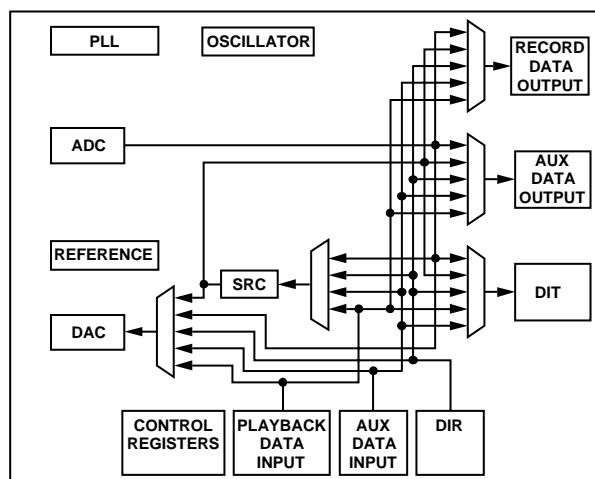 PLL
OSCILLATOR
RECORD
DATA
OUTPUT
ADC
AUX
DATA
OUTPUT
REFERENCE
SRC
DIT
DAC
CONTROL
REGISTERS
PLAYBACK
DATA
INPUT
AUX
DATA
INPUT
DIR